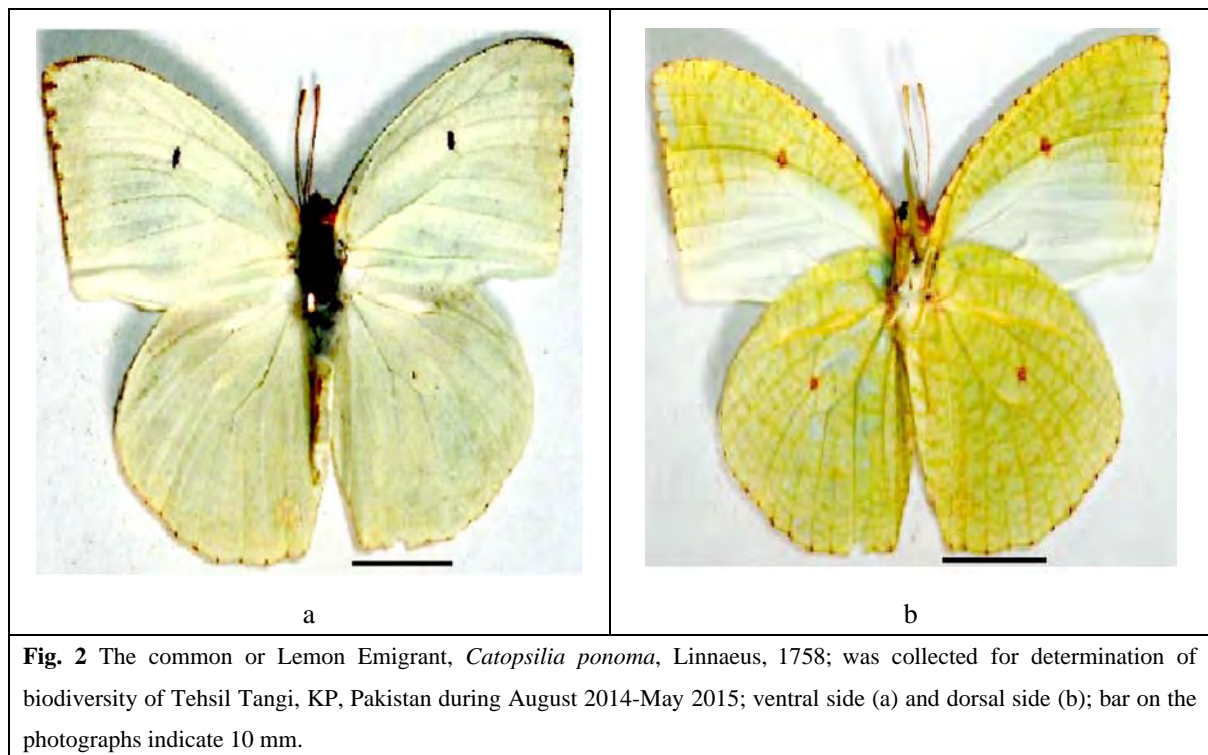 a
b
Fig. 2 The common or Lemon Emigrant, Catopsilia ponoma, Linnaeus, 1758; was collected for determination of
biodiversity of Tehsil Tangi, KP, Pakistan during August 2014-May 2015; ventral side (a) and dorsal side (b); bar on the
photographs indicate 10 mm.